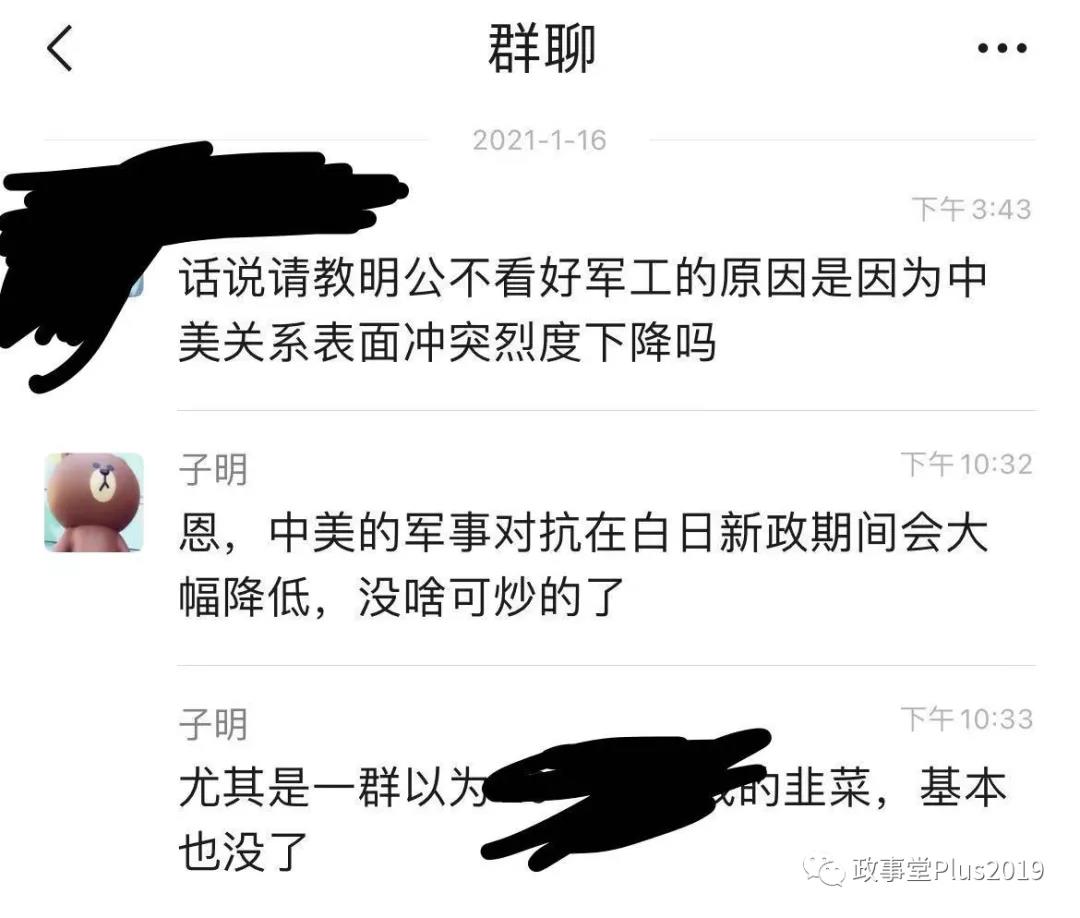 群聊
2021-1-16
下午3:43
话说请教明公不看好军工的原因是因为中
美关系表面冲突烈度下降吗
子明
下午10:32
恩，中美的军事对抗在白日新政期间会大
幅降低，没啥可炒的了
子明
下午10:33
尤其是一群以为的韭菜，基本
也没了
政事堂Plus2019